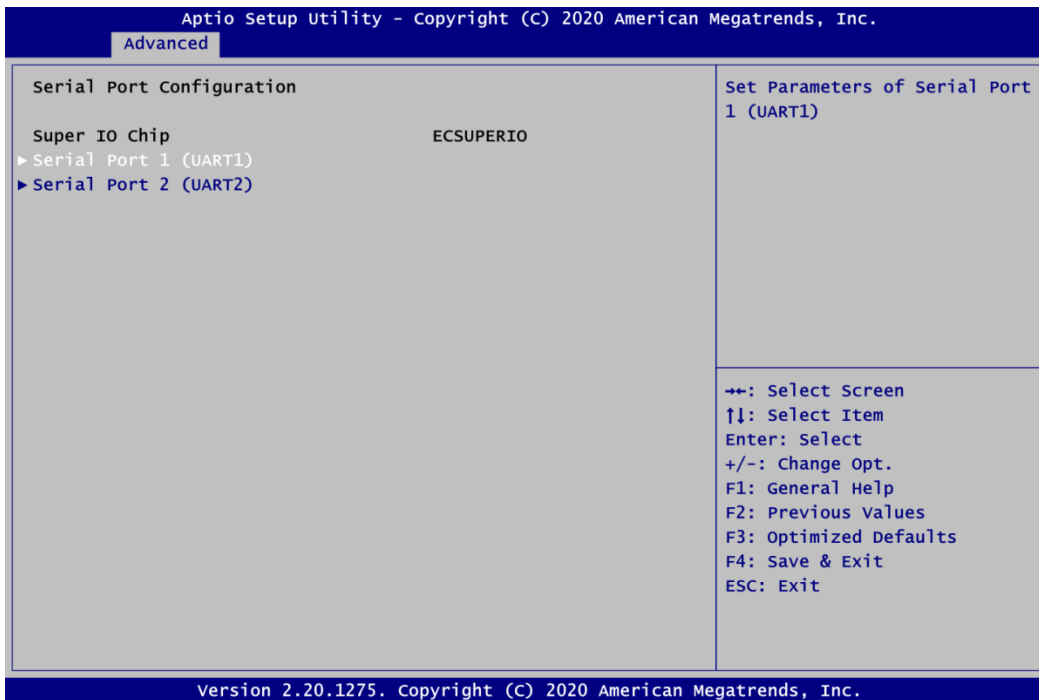 Aptio Setup Utility - Copyright (C) 2020 American Megatrends, Inc.
Advanced
Serial Port Configuration
Super IO Chip ECSUPERIO
▶ Serial Port 1 (UART1)
▶ Serial Port 2 (UART2)
Set Parameters of Serial Port
1 (UART1)
→←: Select Screen
↑↓: Select Item
Enter: Select
+/-: Change Opt.
F1: General Help
F2: Previous Values
F3: Optimized Defaults
F4: Save & Exit
ESC: Exit
Version 2.20.1275. Copyright (C) 2020 American Megatrends, Inc.